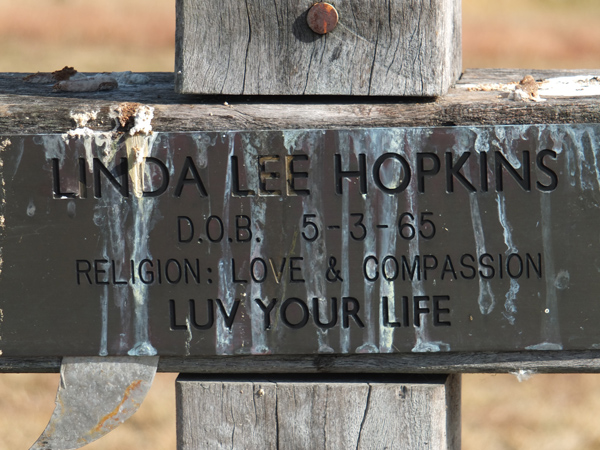 LINDA LEE HOPKINS
D.O.B. 5-3-65
RELIGION: LOVE & COMPASSION
LUV YOUR LIFE